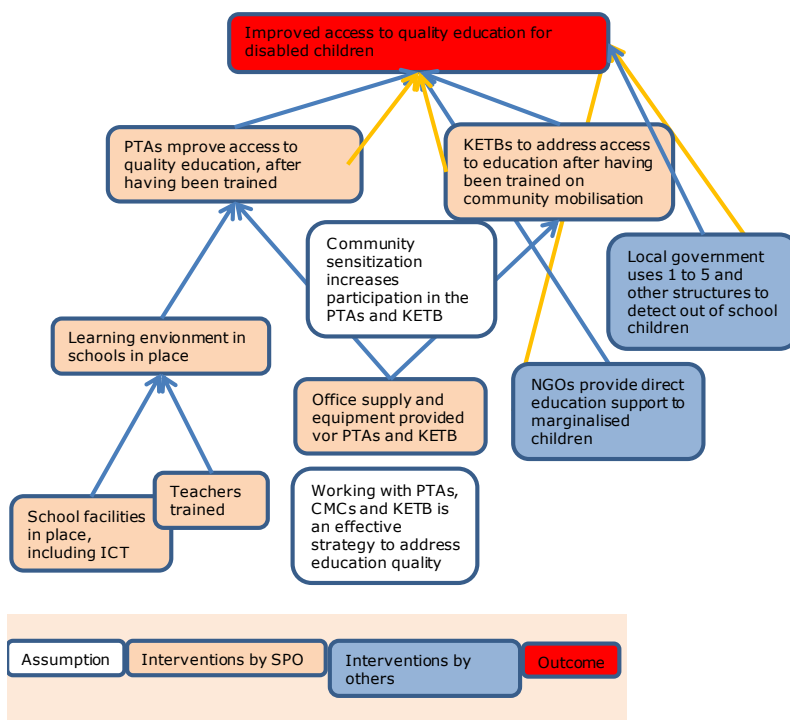 Improved access to quality education for
disabled children
PTAs mprove access to
quality education, after
having been trained
KETBs to address access
to education after having
been trained on
community mobilisation
Community
sensitization
increases
participation in the
PTAs and KETB
Local government
uses 1 to 5 and
other structures to
detect out of school
children
Learning envionment in
schools in place
Office supply and
equipment provided
vor PTAs and KETB
NGOs provide direct
education support to
marginalised
children
Teachers
trained
School facilities
in place,
including ICT
Working with PTAs,
CMCs and KETB is
an effective
strategy to address
education quality
Assumption
Interventions by SPO
Interventions by
others
Outcome